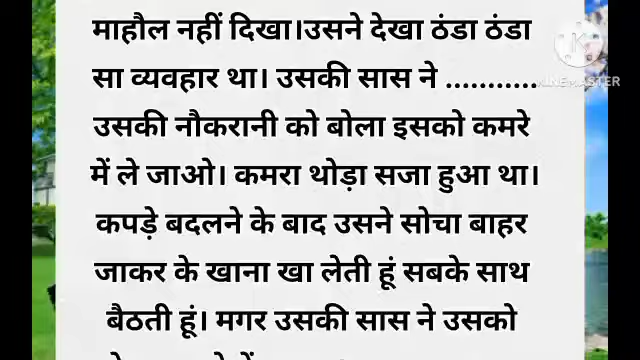 माहौल नहीं दिखा।उसने देखा ठंडा ठंडा
सा व्यवहार था। उसकी सास ने ...........
KINEMASTER
उसकी नौकरानी को बोला इसको कमरे
में ले जाओ। कमरा थोड़ा सजा हुआ था।
कपड़े बदलने के बाद उसने सोचा बाहर
जाकर के खाना खा लेती हूं सबके साथ
बैठती हूं। मगर उसकी सास ने उसको